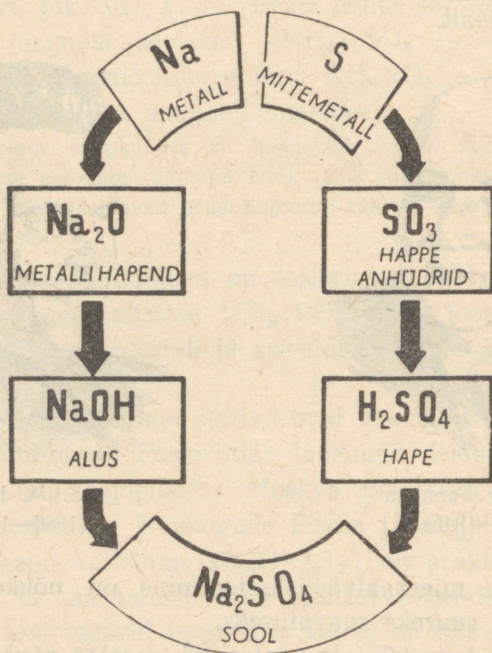 Na
METALL
S
MITTEMETALL
Na₂O
METALLI HAPEND
SO₃
HAPPE
ANHÜDRIID
NaOH
ALUS
H₂SO₄
HAPE
Na₂SO₄
SOOL